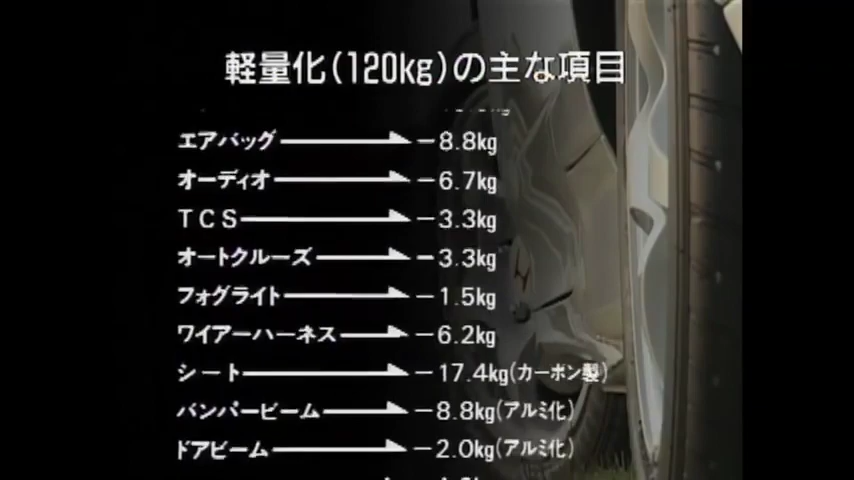 軽量化(120kg)の主な項目
エアバッグ → −8.8kg
オーディオ → −6.7kg
TCS → −3.3kg
オートクルーズ → −3.3kg
フォグライト → −1.5kg
ワイアーハーネス → −6.2kg
シート → −17.4kg(カーボン製)
バンパービーム → −8.8kg(アルミ化)
ドアビーム → −2.0kg(アルミ化)